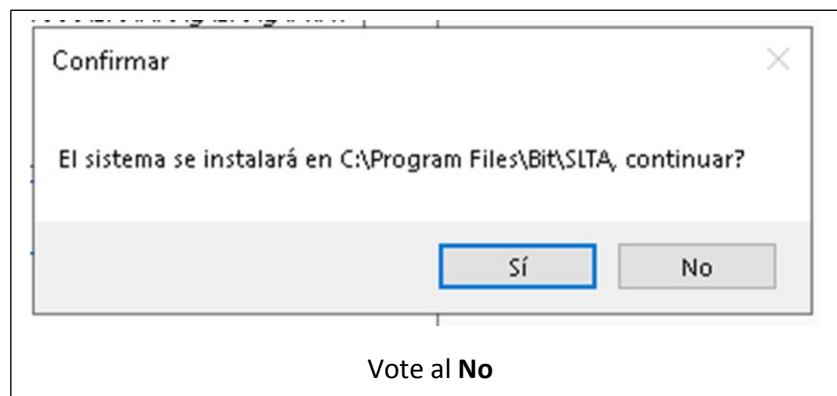 Confirmar
El sistema se instalará en C:\Program Files\Bit\SLTA, continuar?
Sí No
Vote al No